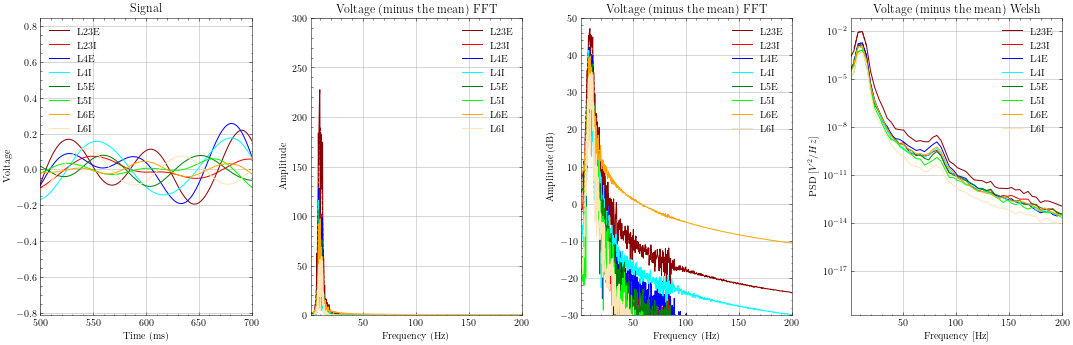 Signal
Voltage
0.8
0.6
0.4
0.2
0.0
−0.2
−0.4
−0.6
−0.8
500
550
600
650
700
Time (ms)
L23E
L23I
L4E
L4I
L5E
L5I
L6E
L6I
Voltage (minus the mean) FFT
Amplitude
300
250
200
150
100
50
0
50
100
150
200
Frequency (Hz)
L23E
L23I
L4E
L4I
L5E
L5I
L6E
L6I
Voltage (minus the mean) FFT
Amplitude (dB)
50
40
30
20
10
0
−10
−20
−30
50
100
150
200
Frequency (Hz)
L23E
L23I
L4E
L4I
L5E
L5I
L6E
L6I
Voltage (minus the mean) Welsh
PSD [V²/Hz]
10⁻²
10⁻⁵
10⁻⁸
10⁻¹¹
10⁻¹⁴
10⁻¹⁷
50
100
150
200
Frequency [Hz]
L23E
L23I
L4E
L4I
L5E
L5I
L6E
L6I